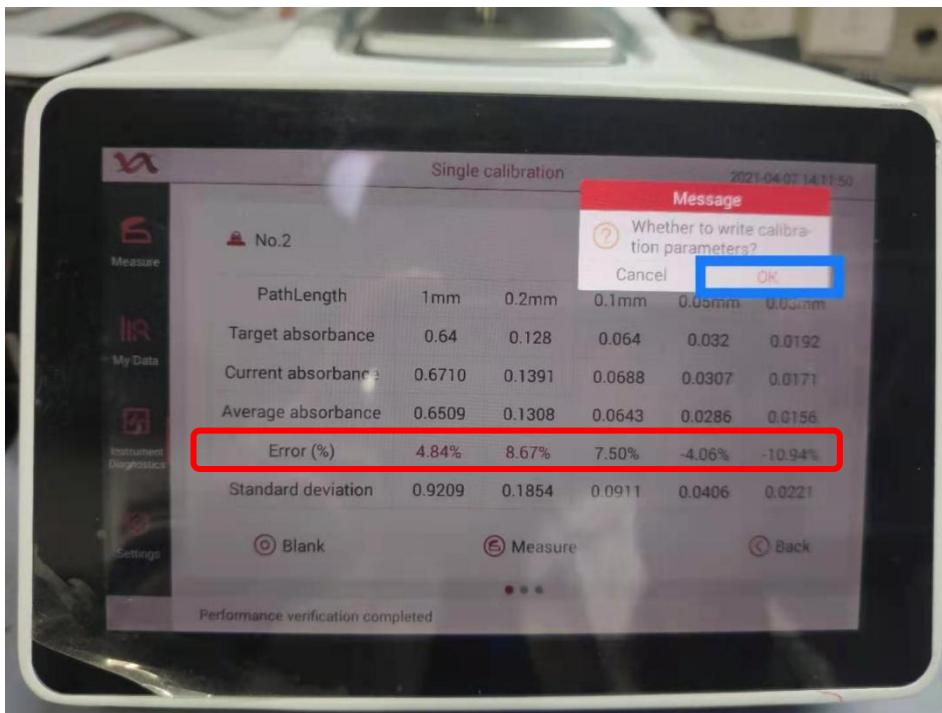 Single calibration
2021-04-07 14:11:50
Message
Whether to write calibra-
tion parameters?
Cancel
OK
Measure
My Data
Instrument
Diagnostics
Settings
No.2
PathLength 1mm 0.2mm 0.1mm 0.05mm 0.03mm
Target absorbance 0.64 0.128 0.064 0.032 0.0192
Current absorbance 0.6710 0.1391 0.0688 0.0307 0.0171
Average absorbance 0.6509 0.1308 0.0643 0.0286 0.0156
Error (%) 4.84% 8.67% 7.50% -4.06% -10.94%
Standard deviation 0.9209 0.1854 0.0911 0.0406 0.0221
Blank
Measure
Back
Performance verification completed